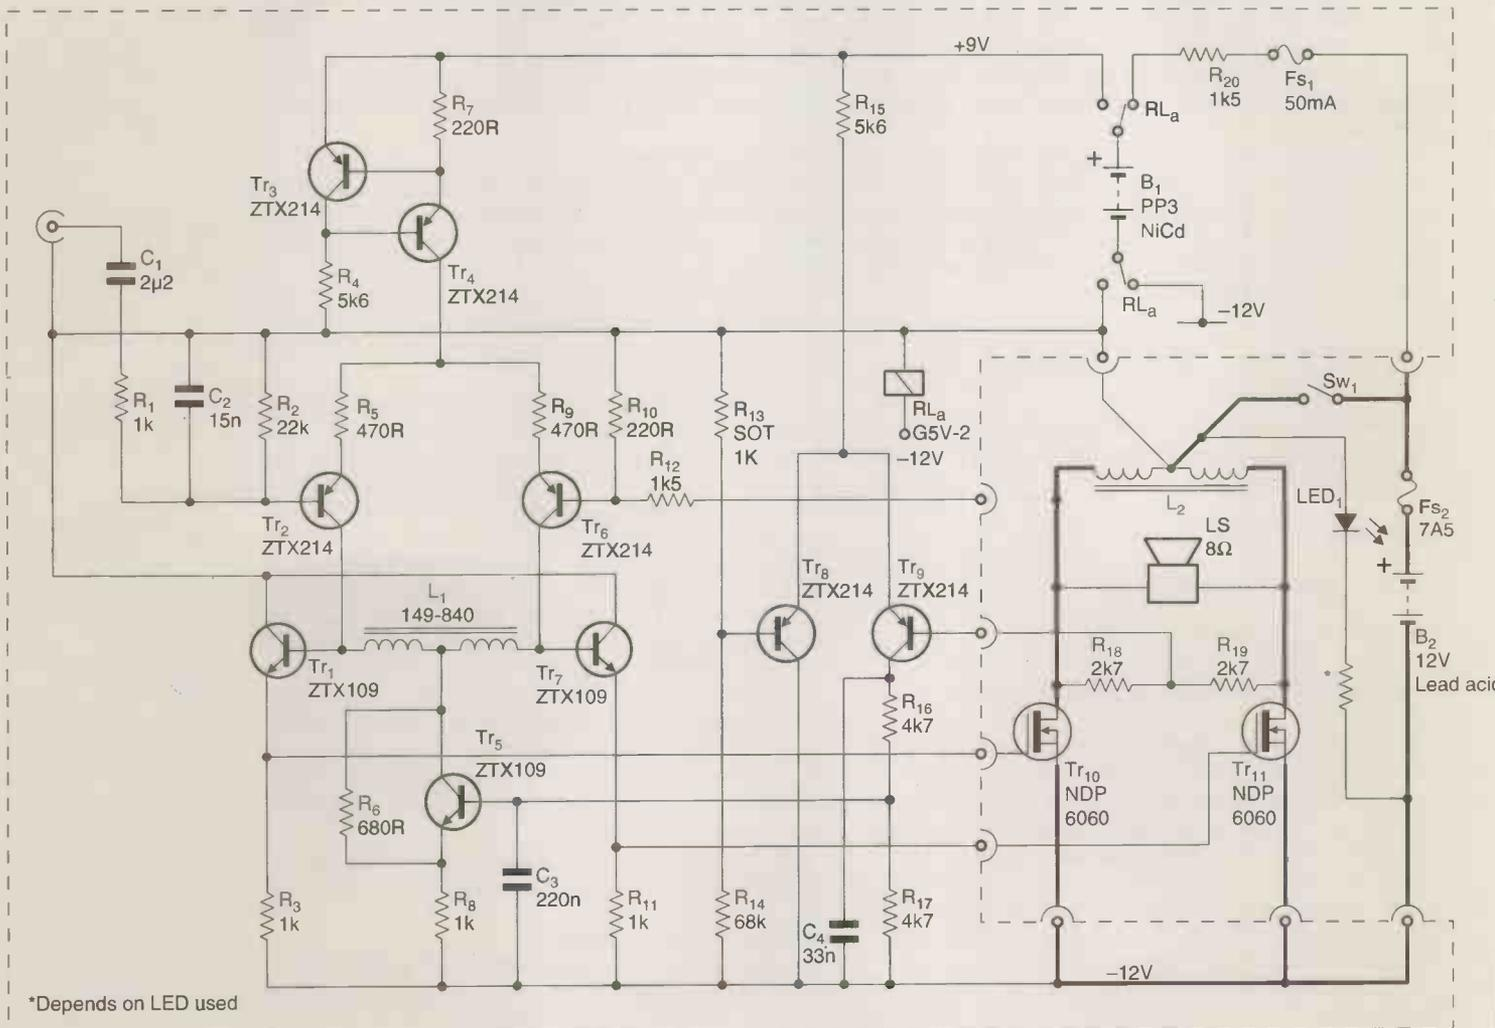 +9V
R7
220R
R15
5k6
R20
1k5
Fs1
50mA
RLa
+
B1
PP3
NiCd
RLa
−12V
Tr3
ZTX214
C1
2µ2
R4
5k6
Tr4
ZTX214
R1
1k
C2
15n
R2
22k
R5
470R
R9
470R
R10
220R
R12
1k5
R13
SOT
1K
RLa
G5V-2
−12V
Sw1
Tr2
ZTX214
Tr6
ZTX214
L2
LS
8Ω
LED1
Fs2
7A5
+
B2
12V
Lead acid
L1
149-840
Tr8
ZTX214
Tr9
ZTX214
Tr1
ZTX109
Tr7
ZTX109
R18
2k7
R19
2k7
*
R16
4k7
Tr5
ZTX109
Tr10
NDP
6060
Tr11
NDP
6060
R6
680R
R3
1k
R8
1k
C3
220n
R11
1k
R14
68k
C4
33n
R17
4k7
−12V
*Depends on LED used